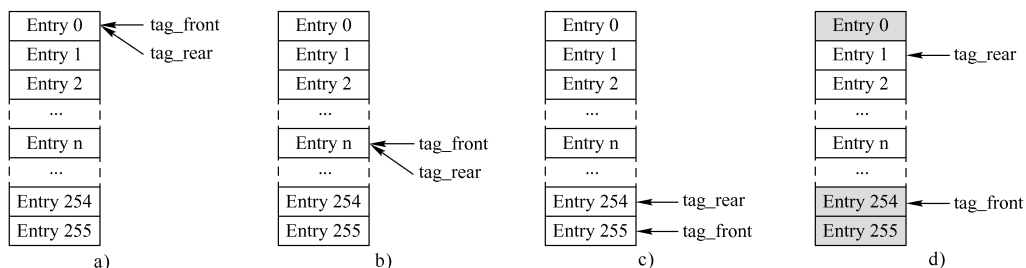 Entry 0
Entry 1
Entry 2
...
Entry n
...
Entry 254
Entry 255
tag_front
tag_rear
a)
Entry 0
Entry 1
Entry 2
...
Entry n
...
Entry 254
Entry 255
tag_front
tag_rear
b)
Entry 0
Entry 1
Entry 2
...
Entry n
...
Entry 254
Entry 255
tag_rear
tag_front
c)
Entry 0
Entry 1
Entry 2
...
Entry n
...
Entry 254
Entry 255
tag_rear
tag_front
d)